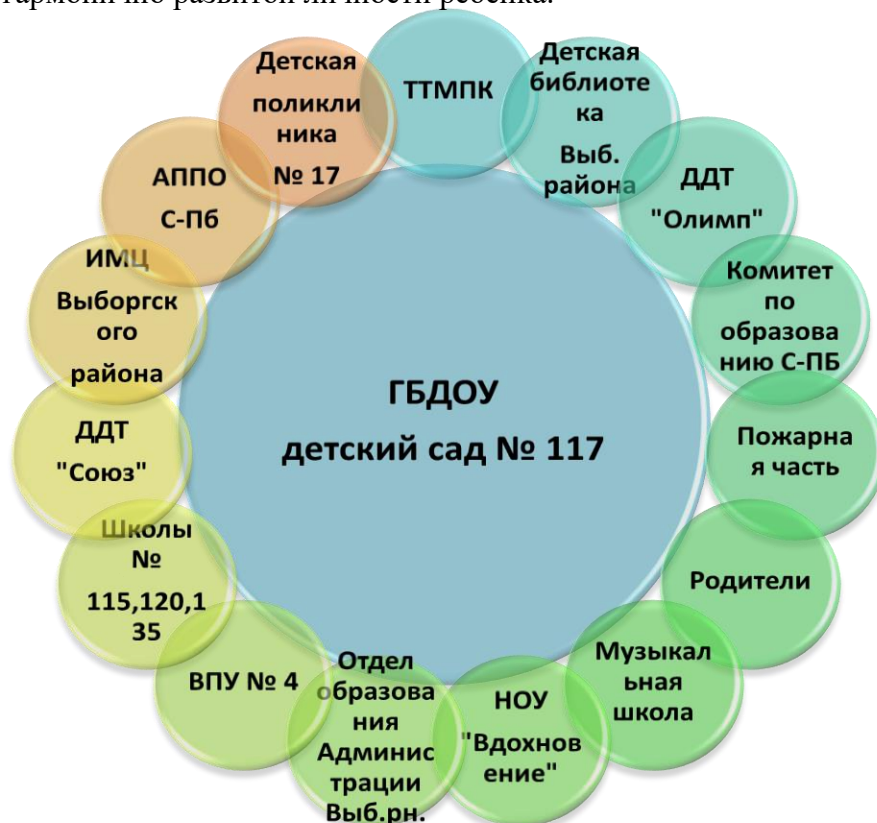 гармонично развитой личности ребенка.
ТТМПК
Детская
библиоте
ка
Выб.
района
ДДТ
"Олимп"
Комитет
по
образова
нию С-ПБ
Пожарна
я часть
Родители
Музыкал
ьная
школа
НОУ
"Вдохнов
ение"
Отдел
образова
ния
Админис
трации
Выб.рн.
ВПУ № 4
Школы
№
115,120,1
35
ДДТ
"Союз"
ИМЦ
Выборгск
ого
района
АППО
С-Пб
Детская
поликли
ника
№ 17
ГБДОУ
детский сад № 117